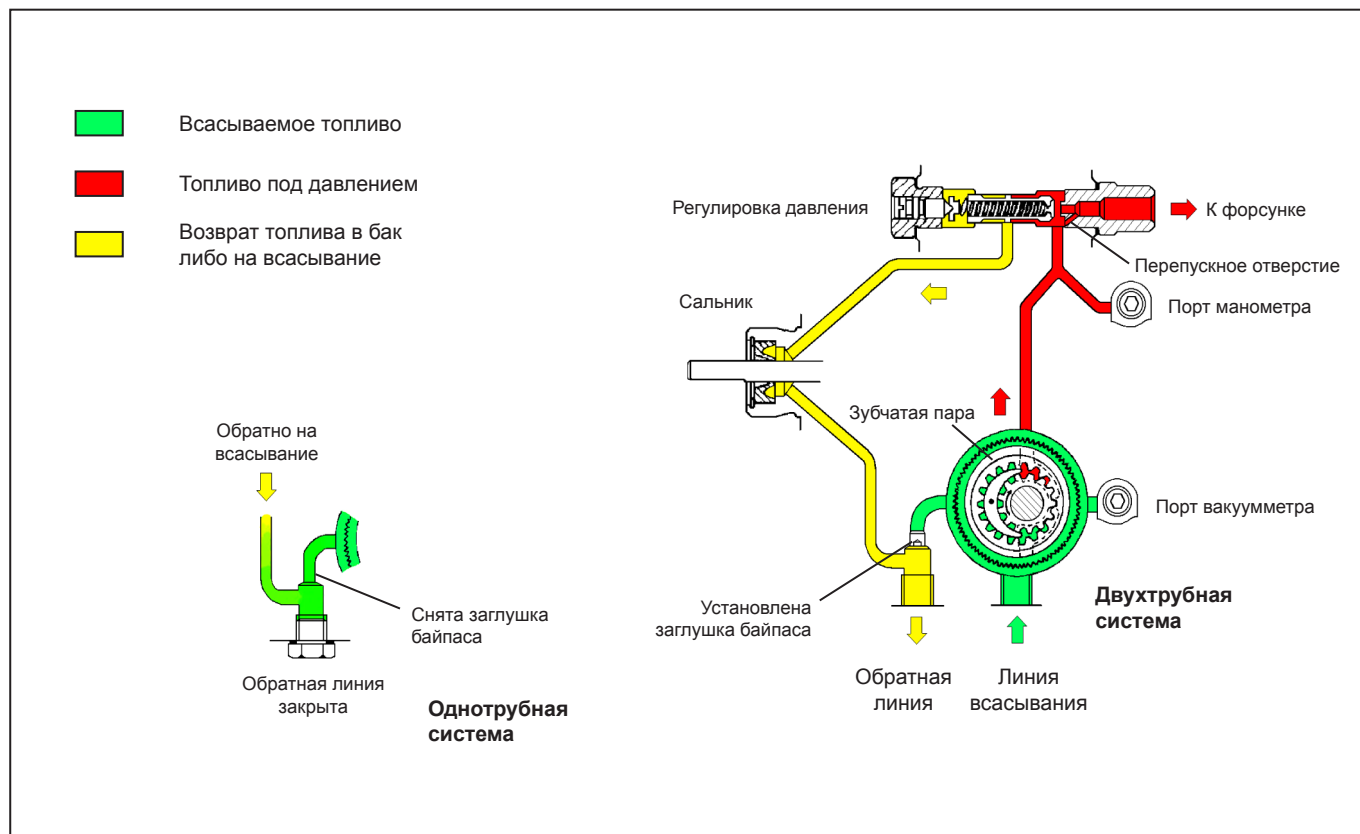 Всасываемое топливо
Топливо под давлением
Возврат топлива в бак
либо на всасывание
Регулировка давления
К форсунке
Перепускное отверстие
Порт манометра
Сальник
Зубчатая пара
Порт вакуумметра
Установлена
заглушка байпаса
Двухтрубная
система
Обратная
линия
Линия
всасывания
Обратно на
всасывание
Снята заглушка
байпаса
Обратная линия
закрыта
Однотрубная
система